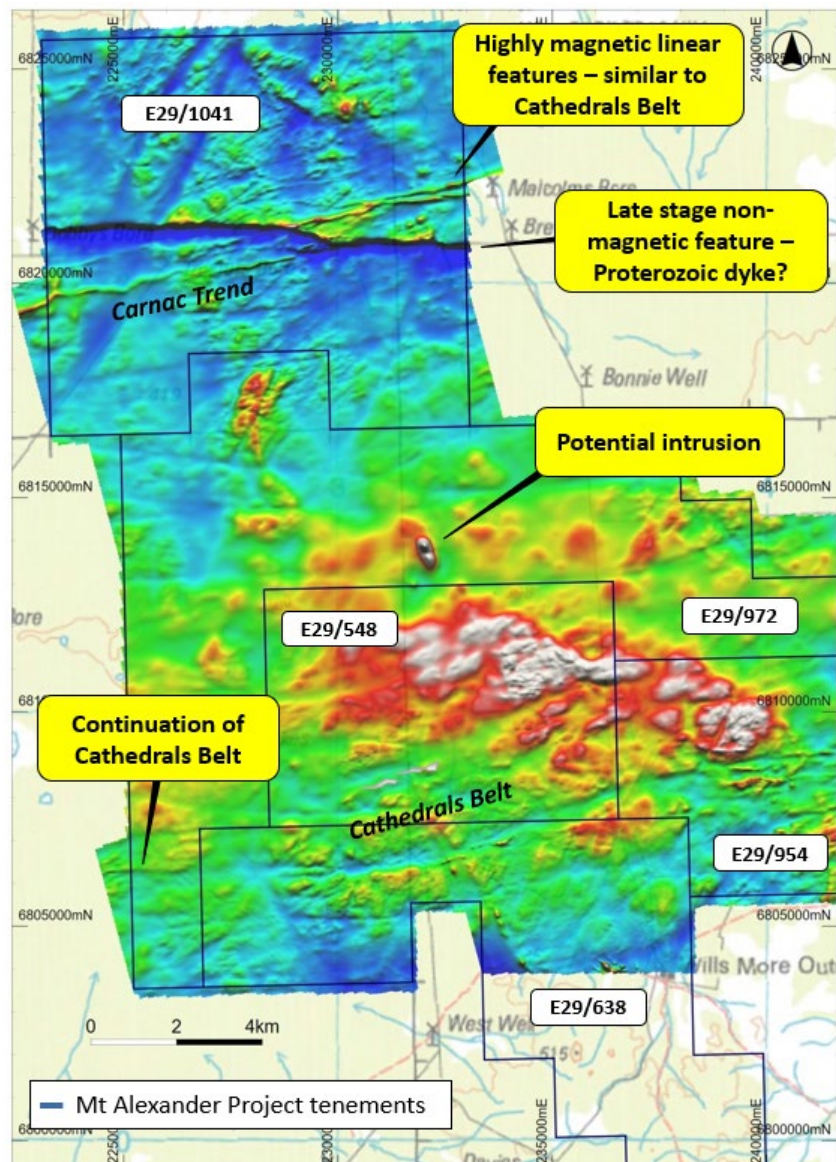 6825000mN
225000mE
230000mE
240000mE
Highly magnetic linear
features – similar to
Cathedrals Belt
E29/1041
Malcolms Bore
Late stage non-
magnetic feature –
Proterozoic dyke?
6820000mN
Carnac Trend
Bonnie Well
Potential intrusion
6815000mN
6815000mN
E29/548
E29/972
6810000mN
Continuation of
Cathedrals Belt
Cathedrals Belt
E29/954
6805000mN
6805000mN
E29/638
West Well
515
0 2 4km
Mt Alexander Project tenements
225000mE
230000mE
235000mE
240000mE
6800000mN